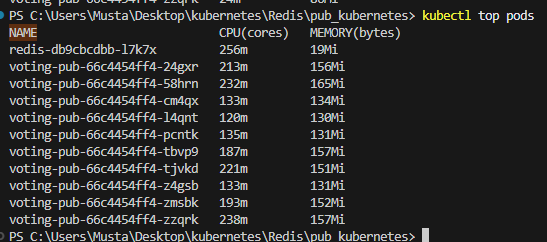 PS C:\Users\Musta\Desktop\kubernetes\Redis\pub_kubernetes> kubectl top pods
NAME CPU(cores) MEMORY(bytes)
redis-db9cbcdbb-l7k7x 256m 19Mi
voting-pub-66c4454ff4-24gxr 213m 156Mi
voting-pub-66c4454ff4-58hrn 232m 165Mi
voting-pub-66c4454ff4-cm4qx 133m 134Mi
voting-pub-66c4454ff4-l4qnt 120m 130Mi
voting-pub-66c4454ff4-pcntk 135m 131Mi
voting-pub-66c4454ff4-tbvp9 187m 157Mi
voting-pub-66c4454ff4-tjvkd 221m 151Mi
voting-pub-66c4454ff4-z4gsb 133m 131Mi
voting-pub-66c4454ff4-zmsbk 193m 152Mi
voting-pub-66c4454ff4-zzqrk 238m 157Mi
PS C:\Users\Musta\Desktop\kubernetes\Redis\pub_kubernetes>